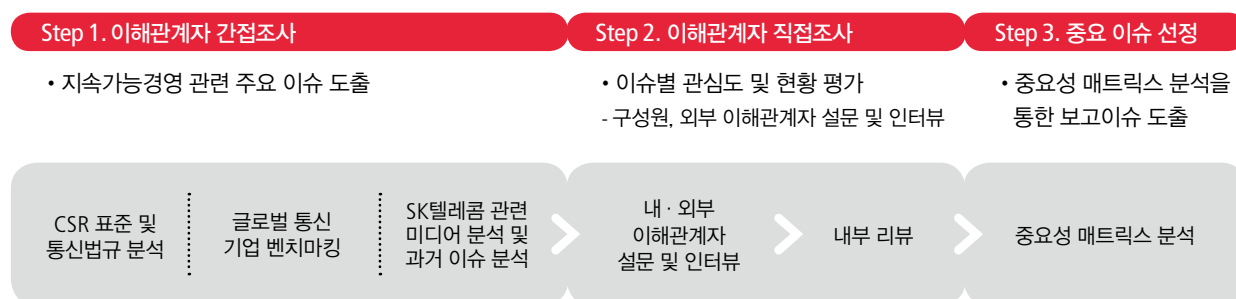 Step 1. 이해관계자 간접조사
• 지속가능경영 관련 주요 이슈 도출
Step 2. 이해관계자 직접조사
• 이슈별 관심도 및 현황 평가
- 구성원, 외부 이해관계자 설문 및 인터뷰
Step 3. 중요 이슈 선정
• 중요성 매트릭스 분석을
통한 보고이슈 도출
CSR 표준 및
통신법규 분석
글로벌 통신
기업 벤치마킹
SK텔레콤 관련
미디어 분석 및
과거 이슈 분석
내 · 외부
이해관계자
설문 및 인터뷰
내부 리뷰
중요성 매트릭스 분석